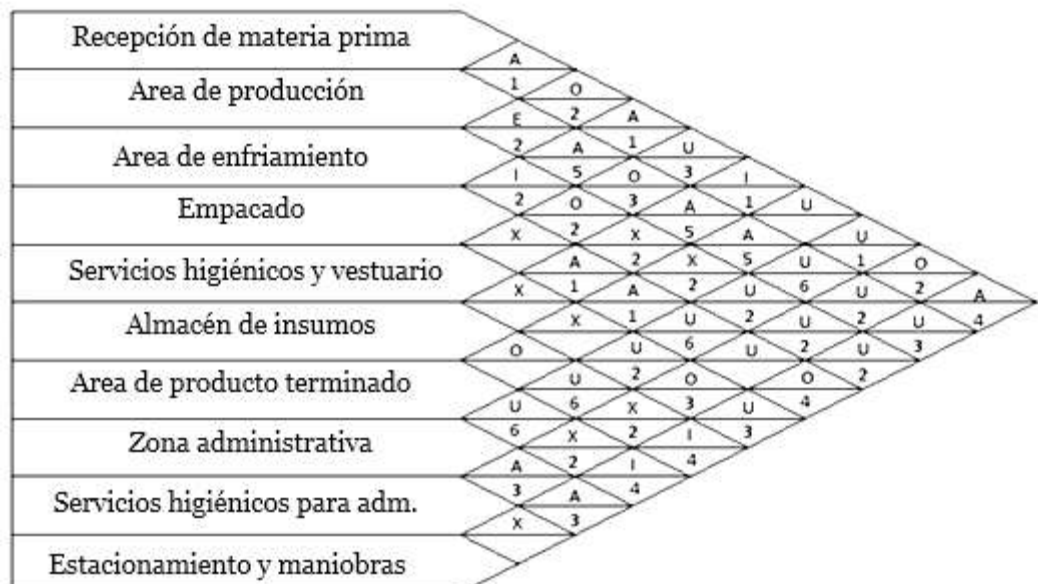 Recepción de materia prima
A
Area de producción
1 O
E 2 A
Area de enfriamiento
2 A 1 U
I 5 O 3 I
Empacado
2 O 3 A 1 U
X 2 X 5 A U
Servicios higiénicos y vestuario
A 2 X 5 U 1 O
X 1 A 2 U 6 U 2 A
Almacén de insumos
X 1 U 2 U 2 U 4
O U 6 U 2 U 3
Area de producto terminado
U 2 O O 2
U 6 X 3 U 4
Zona administrativa
6 X 2 I 3
A 2 I 4
Servicios higiénicos para adm.
3 A 4
X 3
Estacionamiento y maniobras